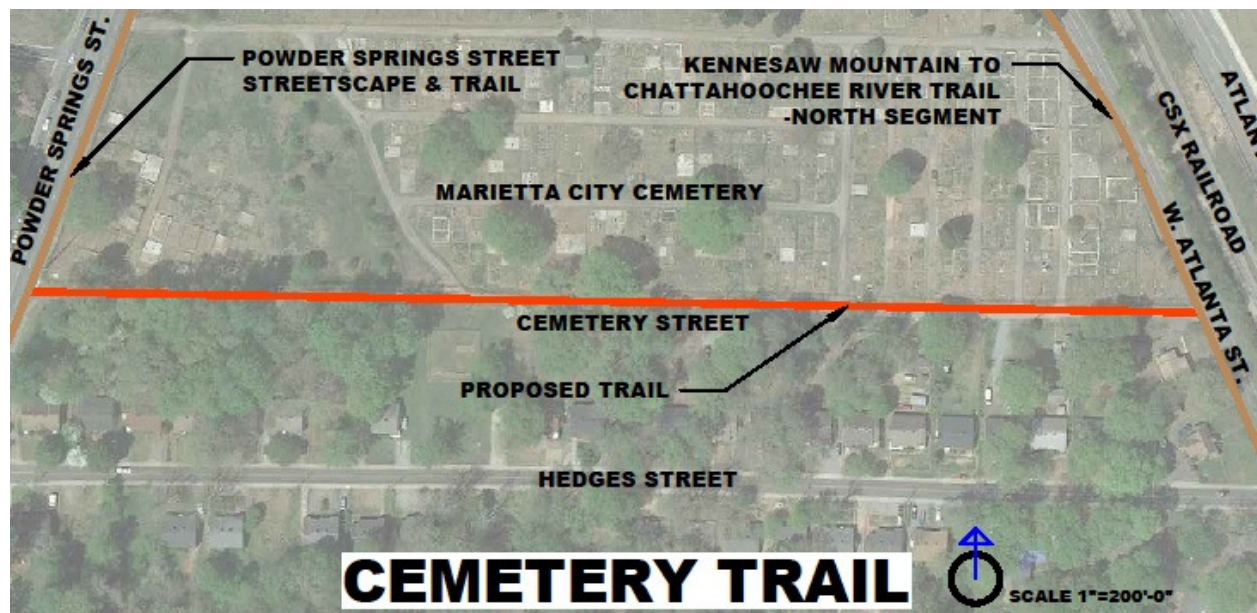 POWDER SPRINGS ST.
POWDER SPRINGS STREET
STREETSCAPE & TRAIL
KENNESAW MOUNTAIN TO
CHATTAHOOCHEE RIVER TRAIL
-NORTH SEGMENT
CSX RAILROAD
MARIETTA CITY CEMETERY
W. ATLANTA ST.
CEMETERY STREET
PROPOSED TRAIL
HEDGES STREET
CEMETERY TRAIL
SCALE 1"=200'-0"